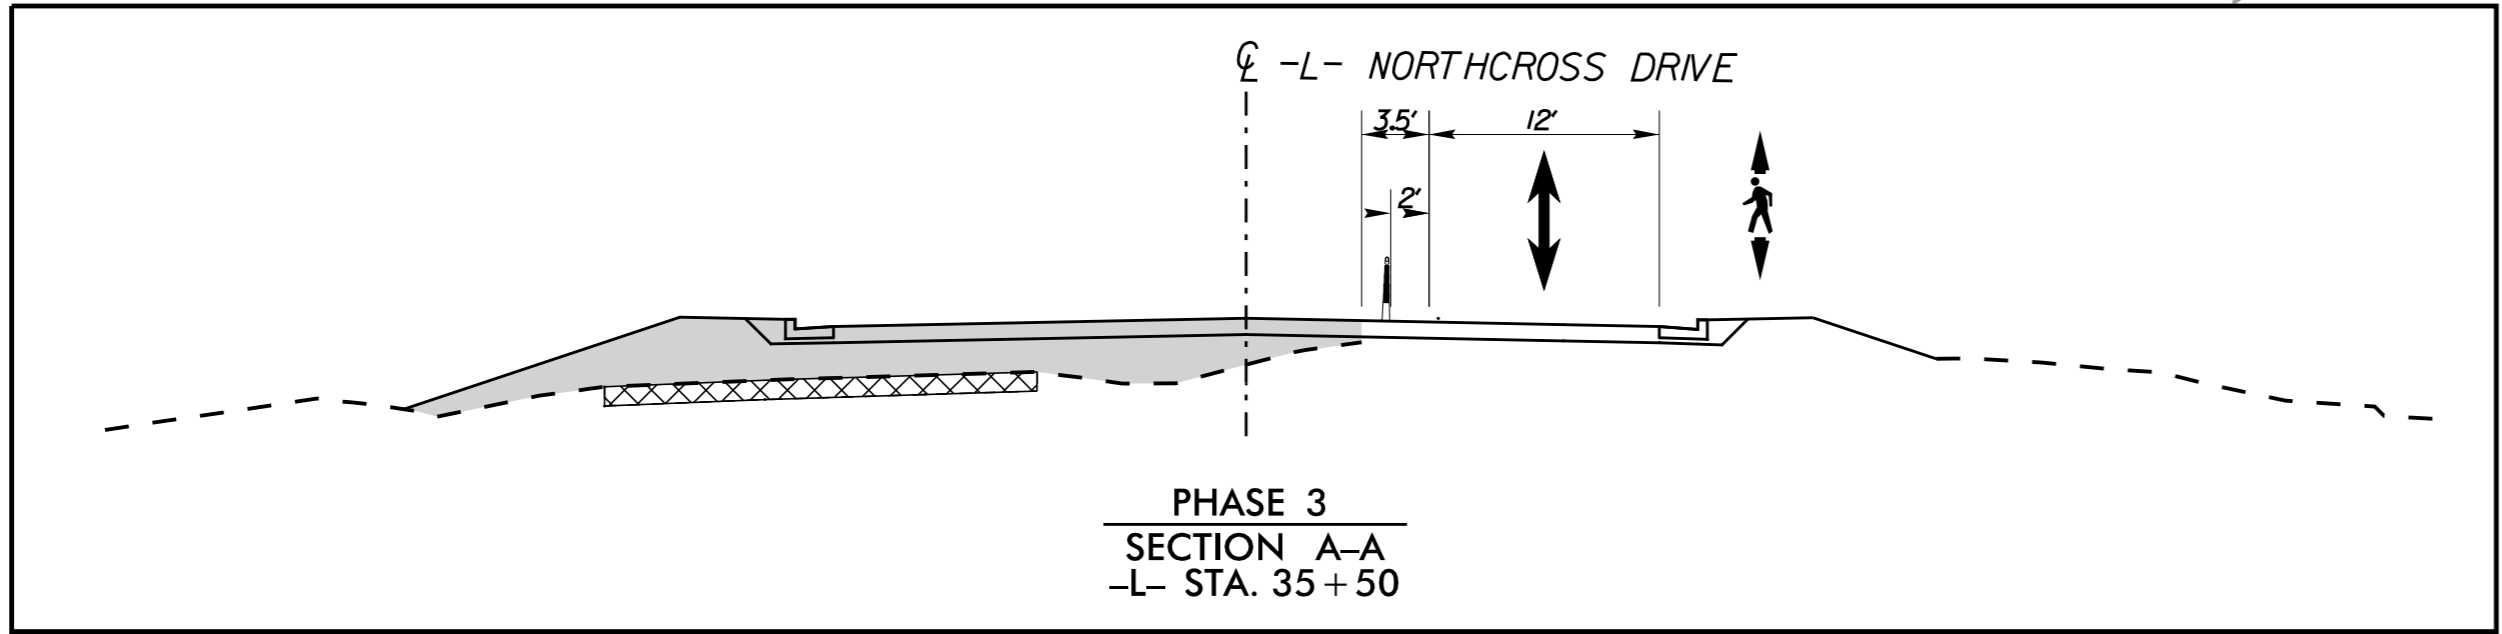 ℄ -L- NORTHCROSS DRIVE
3.5' 12'
2'
PHASE 3
SECTION A-A
-L- STA. 35+50